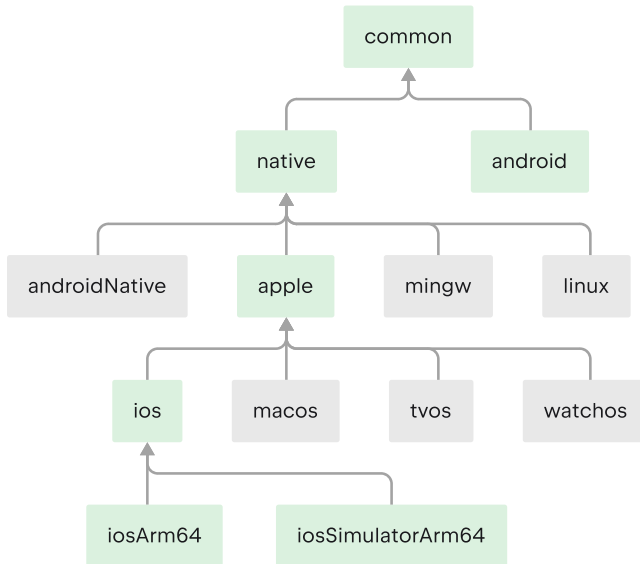 common
native
android
androidNative
apple
mingw
linux
ios
macos
tvos
watchos
iosArm64
iosSimulatorArm64